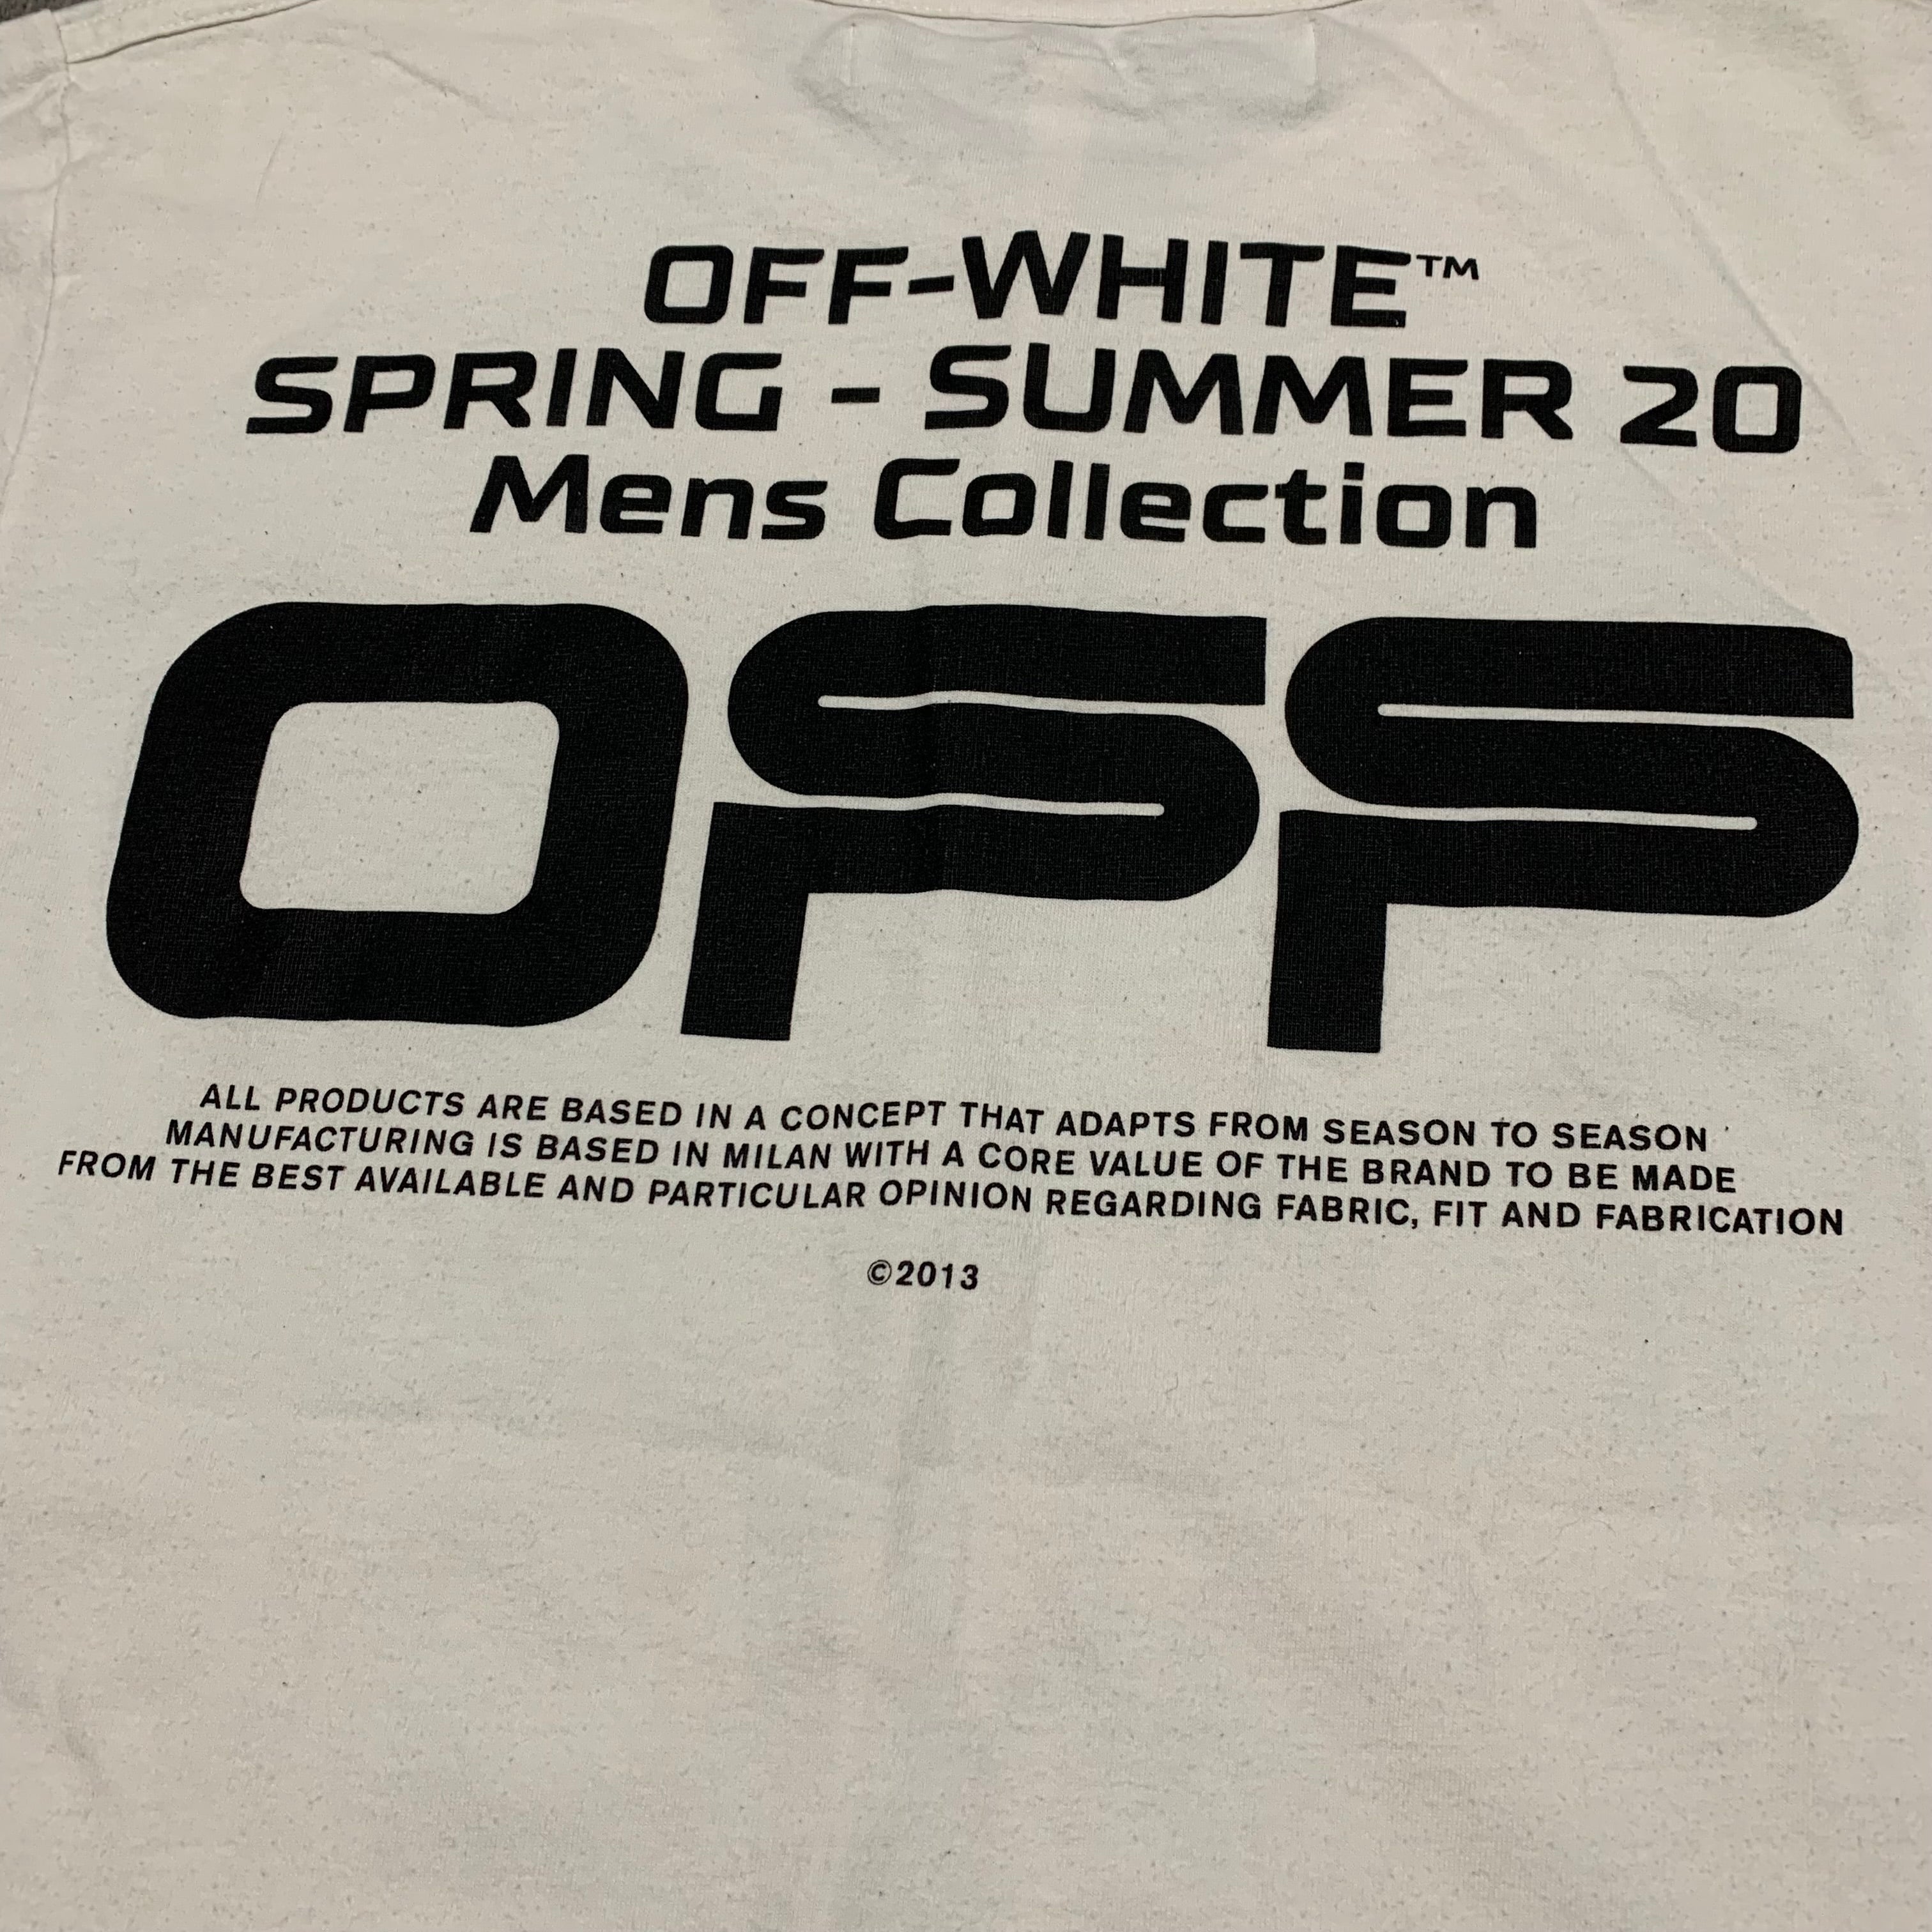 OFF-WHITE™
SPRING - SUMMER 20
Mens Collection
OFF
ALL PRODUCTS ARE BASED IN A CONCEPT THAT ADAPTS FROM SEASON TO SEASON
MANUFACTURING IS BASED IN MILAN WITH A CORE VALUE OF THE BRAND TO BE MADE
FROM THE BEST AVAILABLE AND PARTICULAR OPINION REGARDING FABRIC, FIT AND FABRICATION
©2013